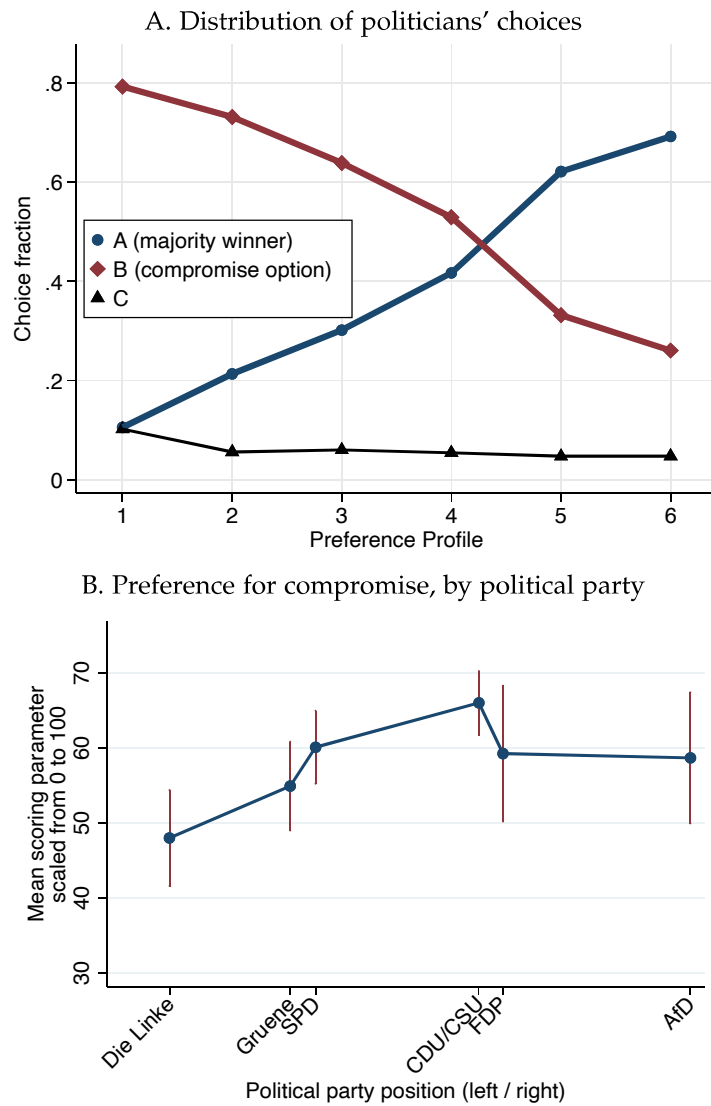 A. Distribution of politicians' choices
.8
.6
.4
.2
0
Choice fraction
A (majority winner)
B (compromise option)
C
1 2 3 4 5 6
Preference Profile
B. Preference for compromise, by political party
70
60
50
40
30
Mean scoring parameter
scaled from 0 to 100
Die Linke
Gruene
SPD
CDU/CSU
FDP
AfD
Political party position (left / right)